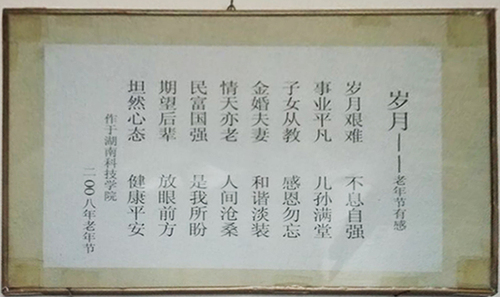 岁月——老年节有感
岁月艰难 不息自强
事业平凡 儿孙满堂
子女从教 感恩勿忘
金婚夫妻 和谐淡装
情天亦老 人间沧桑
民富国强 是我所盼
期望后辈 放眼前方
坦然心态 健康平安
作于湖南科技学院
二〇〇八年老年节